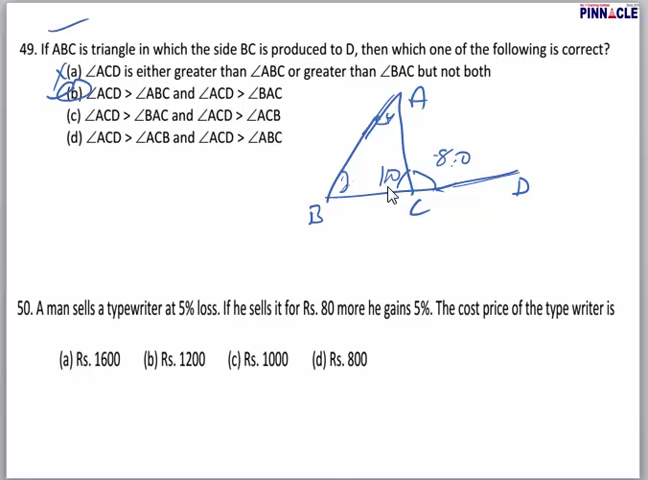 PINNACLE
49. If ABC is triangle in which the side BC is produced to D, then which one of the following is correct?
(a) ∠ACD is either greater than ∠ABC or greater than ∠BAC but not both
(b) ∠ACD > ∠ABC and ∠ACD > ∠BAC
(c) ∠ACD > ∠BAC and ∠ACD > ∠ACB
(d) ∠ACD > ∠ACB and ∠ACD > ∠ABC
A
B
C
D
50. A man sells a typewriter at 5% loss. If he sells it for Rs. 80 more he gains 5%. The cost price of the type writer is
(a) Rs. 1600 (b) Rs. 1200 (c) Rs. 1000 (d) Rs. 800